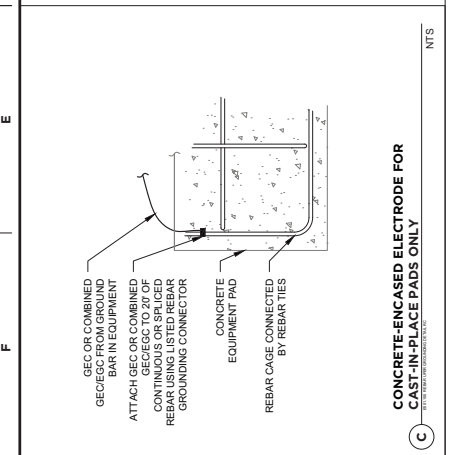 F
E
GEC OR COMBINED
GEC/EGC FROM GROUND
BAR IN EQUIPMENT
ATTACH GEC OR COMBINED
GEC/EGC TO 20' OF
CONTINUOUS OR SPLICED
REBAR USING LISTED REBAR
GROUNDING CONNECTOR
CONCRETE
EQUIPMENT PAD
REBAR CAGE CONNECTED
BY REBAR TIES
C
CONCRETE-ENCASED ELECTRODE FOR
CAST-IN-PLACE PADS ONLY
NTS